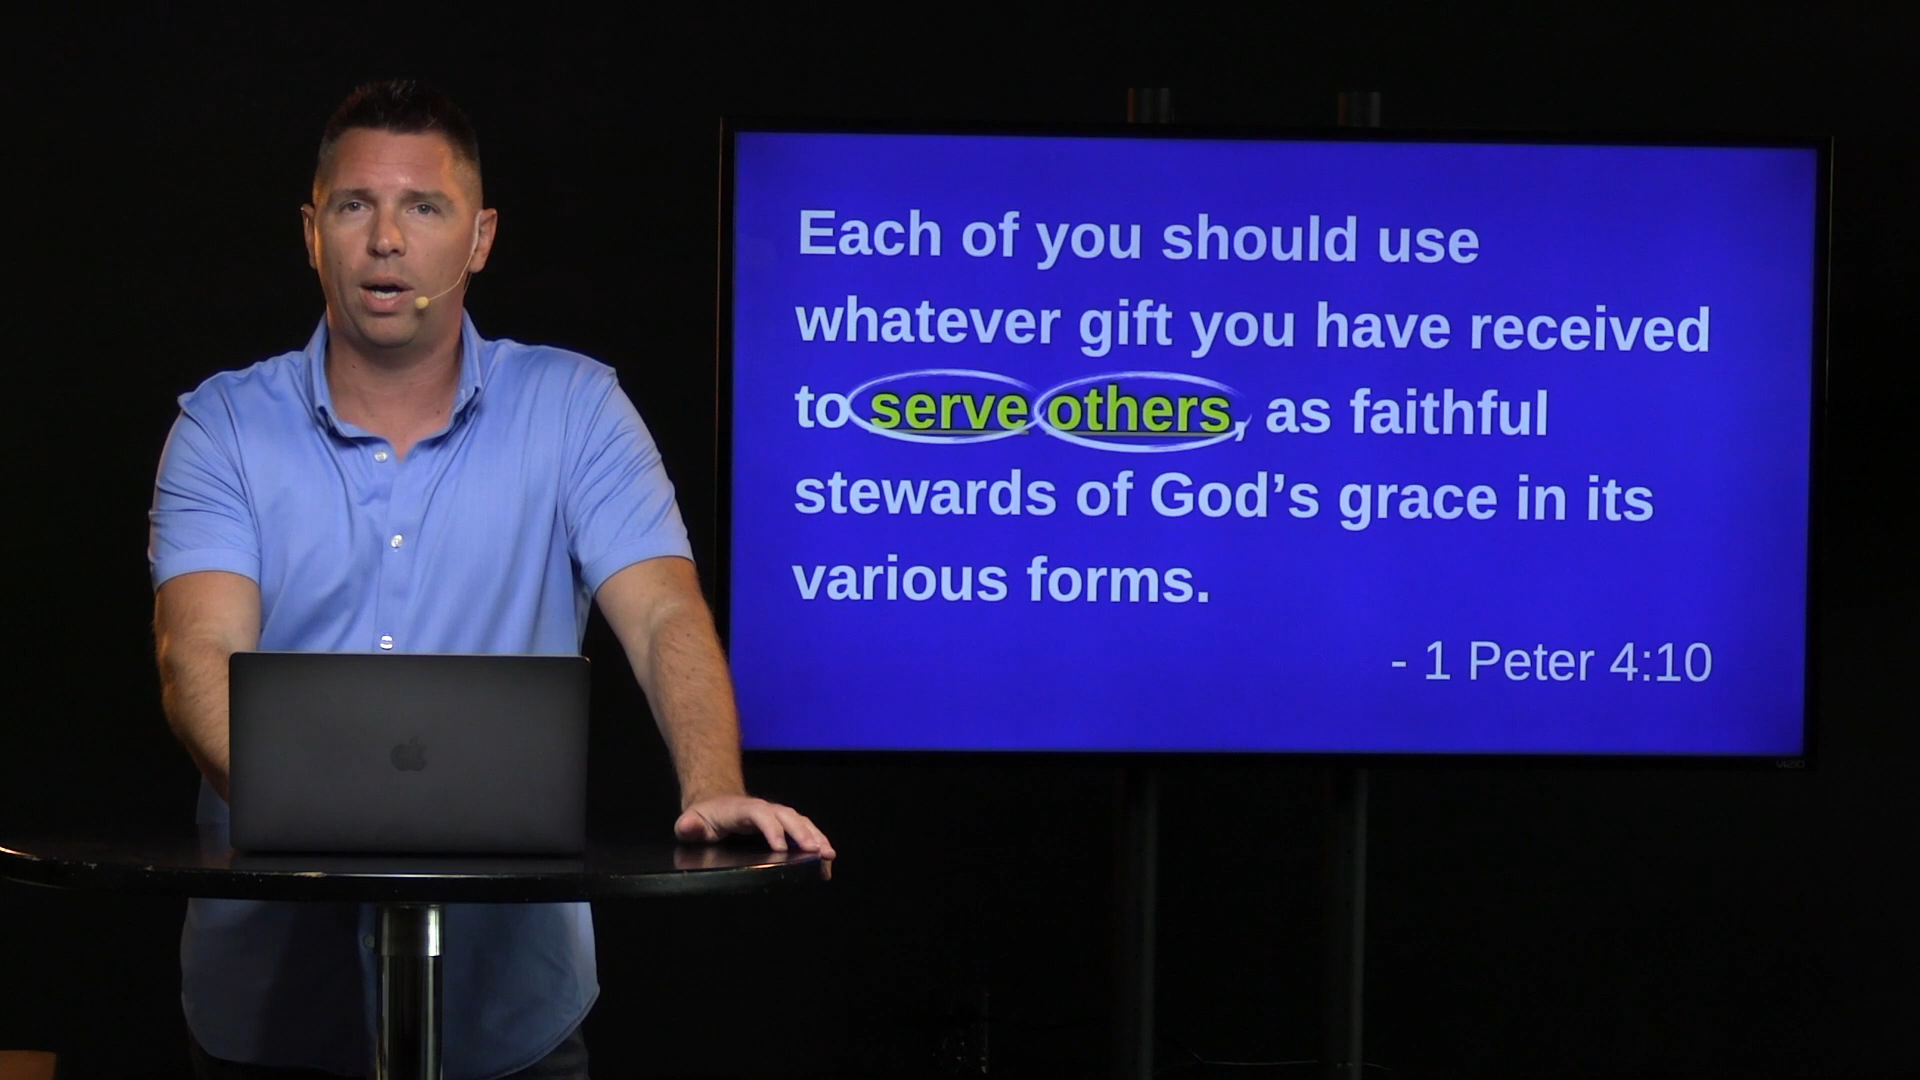 Each of you should use
whatever gift you have received
to serve others, as faithful
stewards of God’s grace in its
various forms.
- 1 Peter 4:10
VIZIO